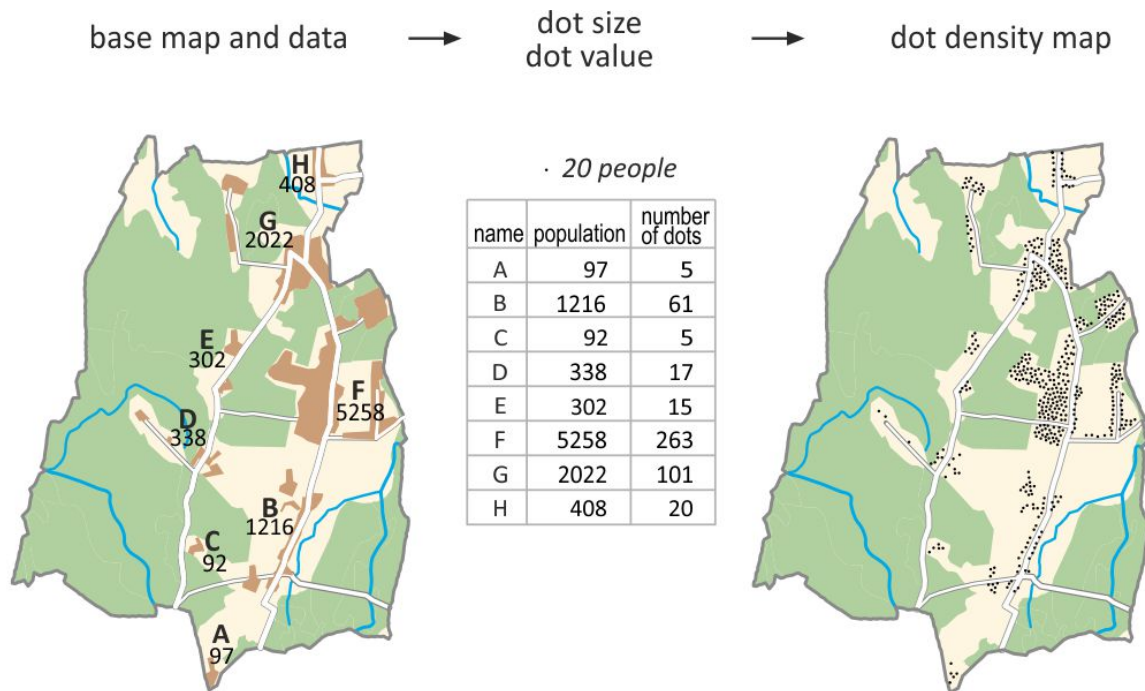 base map and data → dot size → dot density map
dot value
H
408
G
2022
E
302
F
5258
D
338
B
1216
C
92
A
97
· 20 people
name population number of dots
A 97 5
B 1216 61
C 92 5
D 338 17
E 302 15
F 5258 263
G 2022 101
H 408 20